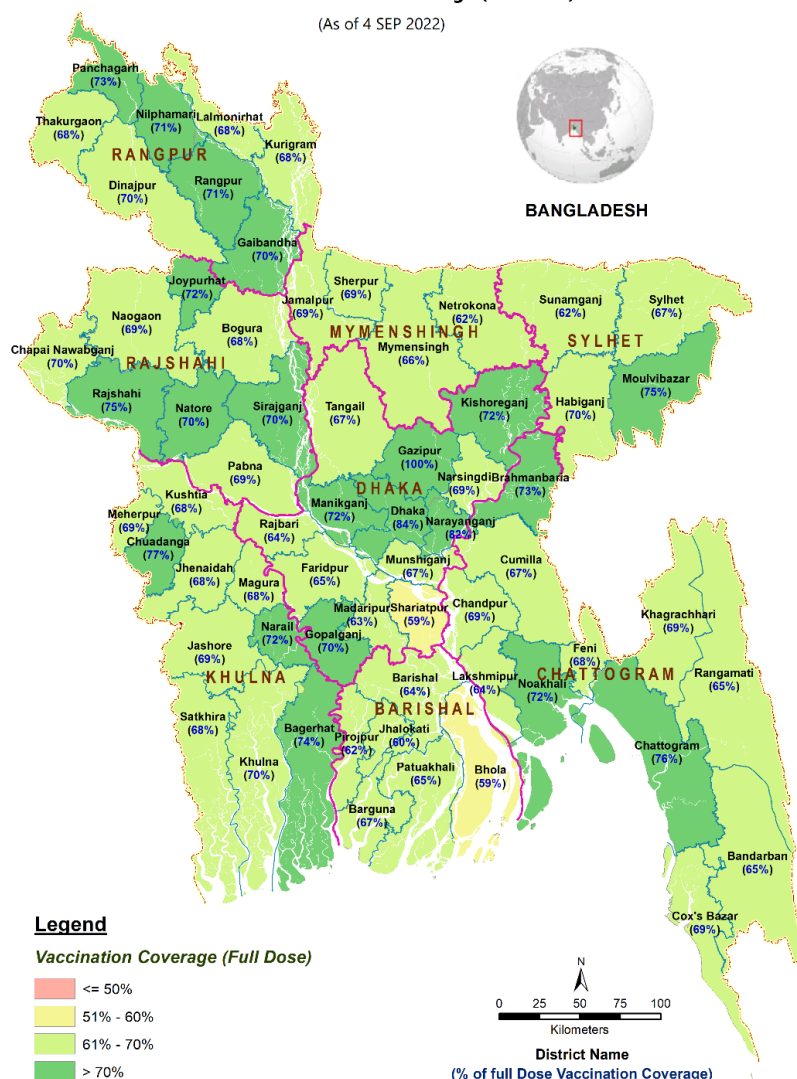 (As of 4 SEP 2022)
BANGLADESH
Panchagarh
(73%)
Nilphamari
(71%)
Lalmonirhat
(68%)
Thakurgaon
(68%)
Kurigram
(68%)
RANGPUR
Rangpur
(71%)
Dinajpur
(70%)
Gaibandha
(70%)
Joypurhat
(72%)
Jamalpur
(69%)
Sherpur
(69%)
Netrokona
(62%)
Sunamganj
(62%)
Sylhet
(67%)
Naogaon
(69%)
Bogura
(68%)
MYMENSHINGH
Mymensingh
(66%)
SYLHET
Chapai Nawabganj
(70%)
RAJSHAHI
Moulvibazar
(75%)
Rajshahi
(75%)
Natore
(70%)
Sirajganj
(70%)
Tangail
(67%)
Kishoreganj
(72%)
Habiganj
(70%)
Gazipur
(100%)
Pabna
(69%)
Narsingdi
(69%)
Brahmanbaria
(73%)
DHAKA
Kushtia
(68%)
Manikganj
(72%)
Dhaka
(84%)
Narayanganj
(82%)
Meherpur
(69%)
Rajbari
(64%)
Chuadanga
(77%)
Jhenaidah
(68%)
Magura
(68%)
Faridpur
(65%)
Munshiganj
(67%)
Cumilla
(67%)
Madaripur
(63%)
Shariatpur
(59%)
Chandpur
(69%)
Khagrachhari
(69%)
Narail
(72%)
Gopalganj
(70%)
Jashore
(69%)
Feni
(68%)
KHULNA
Barishal
(64%)
Lakshmipur
(64%)
Noakhali
(72%)
CHATTOGRAM
Rangamati
(65%)
BARISHAL
Satkhira
(68%)
Bagerhat
(74%)
Pirojpur
(62%)
Jhalokati
(60%)
Chattogram
(76%)
Khulna
(70%)
Patuakhali
(65%)
Bhola
(59%)
Barguna
(67%)
Bandarban
(65%)
Cox's Bazar
(69%)
Legend
Vaccination Coverage (Full Dose)
<= 50%
51% - 60%
61% - 70%
> 70%
N
0 25 50 75 100
Kilometers
District Name
(% of full Dose Vaccination Coverage)